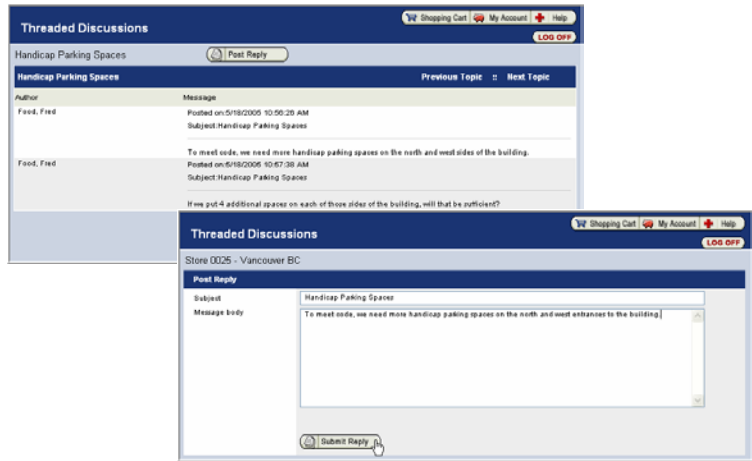 Threaded Discussions
Shopping Cart My Account Help
LOG OFF
Handicap Parking Spaces Post Reply
Handicap Parking Spaces Previous Topic :: Next Topic
Author Message
Food, Fred Posted on:5/18/2005 10:56:26 AM
Subject:Handicap Parking Spaces
To meet code, we need more handicap parking spaces on the north and west sides of the building.
Food, Fred Posted on:5/18/2005 10:57:38 AM
Subject:Handicap Parking Spaces
If we put 4 additional spaces on each of those sides of the building, will that be sufficient?
Threaded Discussions
Shopping Cart My Account Help
LOG OFF
Store 0025 - Vancouver BC
Post Reply
Subject Handicap Parking Spaces
Message body To meet code, we need more handicap parking spaces on the north and west entrances to the building.
Submit Reply